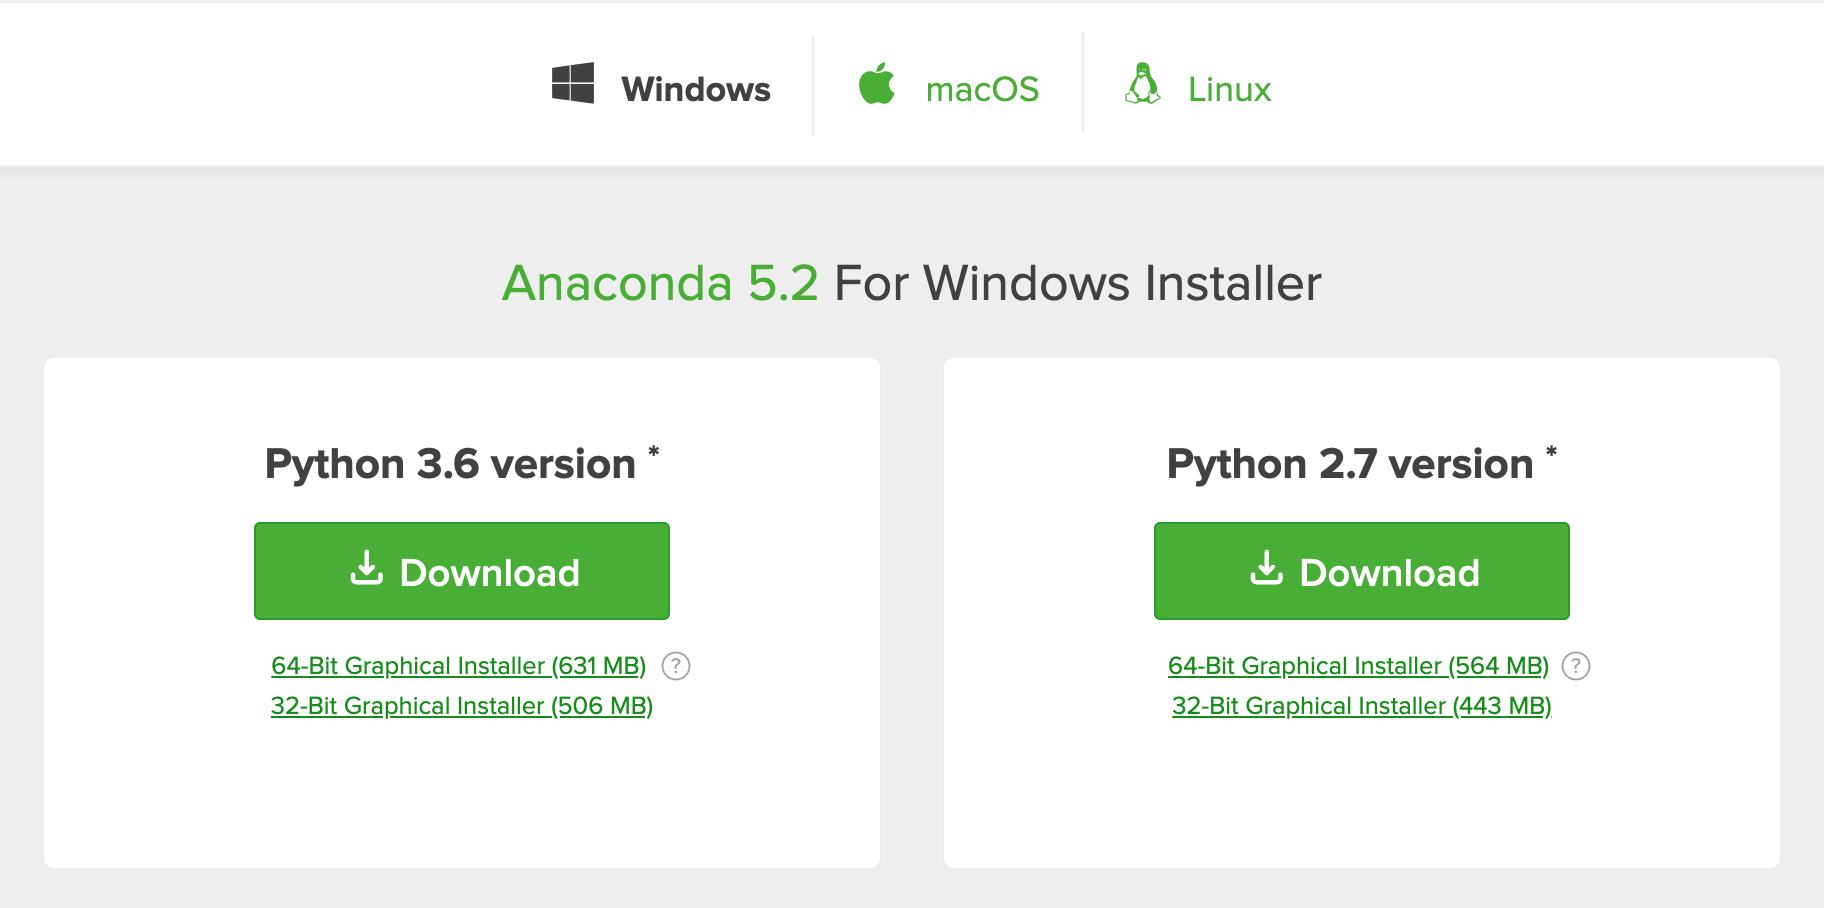 Windows
macOS
Linux
Anaconda 5.2 For Windows Installer
Python 3.6 version *
Download
64-Bit Graphical Installer (631 MB) ?
32-Bit Graphical Installer (506 MB)
Python 2.7 version *
Download
64-Bit Graphical Installer (564 MB) ?
32-Bit Graphical Installer (443 MB)